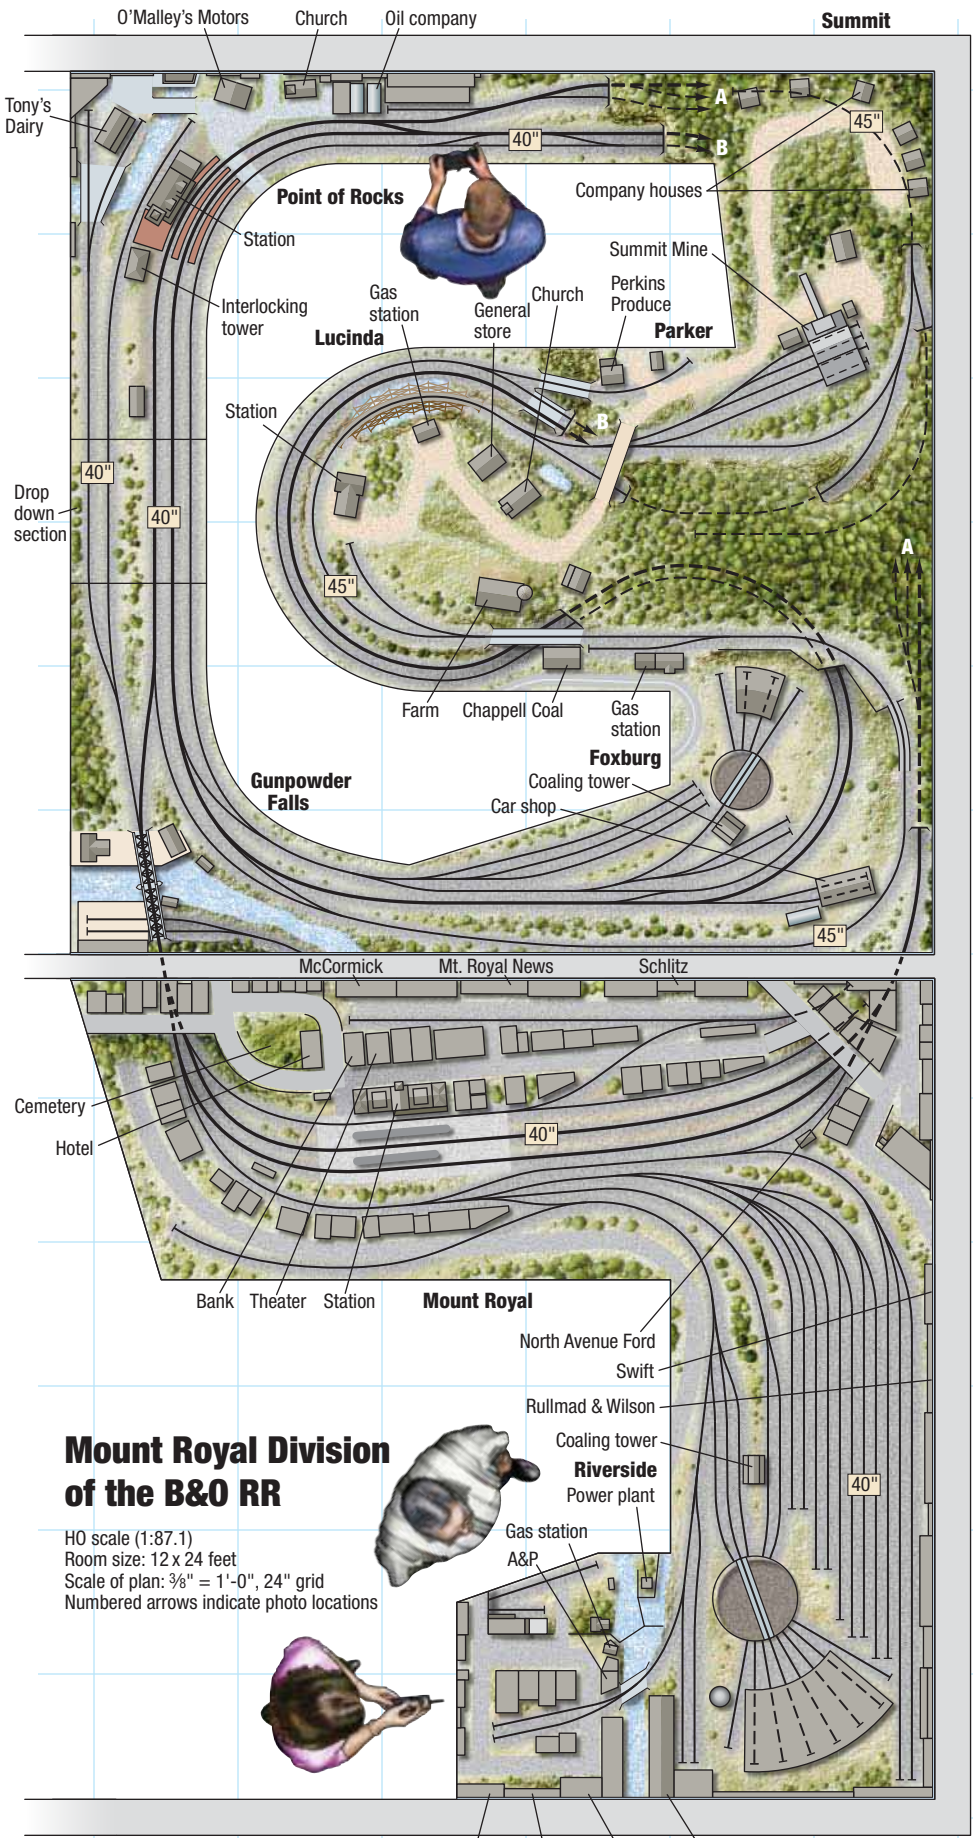 O'Malley's Motors
Church
Oil company
Summit
Tony's
Dairy
A
45"
40"
B
Company houses
Point of Rocks
Station
Summit Mine
Interlocking
tower
Gas
station
General
store
Church
Perkins
Produce
Parker
Lucinda
Station
B
40"
Drop
down
section
40"
A
45"
Farm
Chappell Coal
Gas
station
Foxburg
Coaling tower
Car shop
Gunpowder
Falls
45"
McCormick
Mt. Royal News
Schlitz
Cemetery
Hotel
40"
Bank
Theater
Station
Mount Royal
North Avenue Ford
Swift
Rullmad & Wilson
Coaling tower
Riverside
Power plant
40"
Gas station
A&P
Mount Royal Division
of the B&O RR
HO scale (1:87.1)
Room size: 12 x 24 feet
Scale of plan: ⅜" = 1'-0", 24" grid
Numbered arrows indicate photo locations